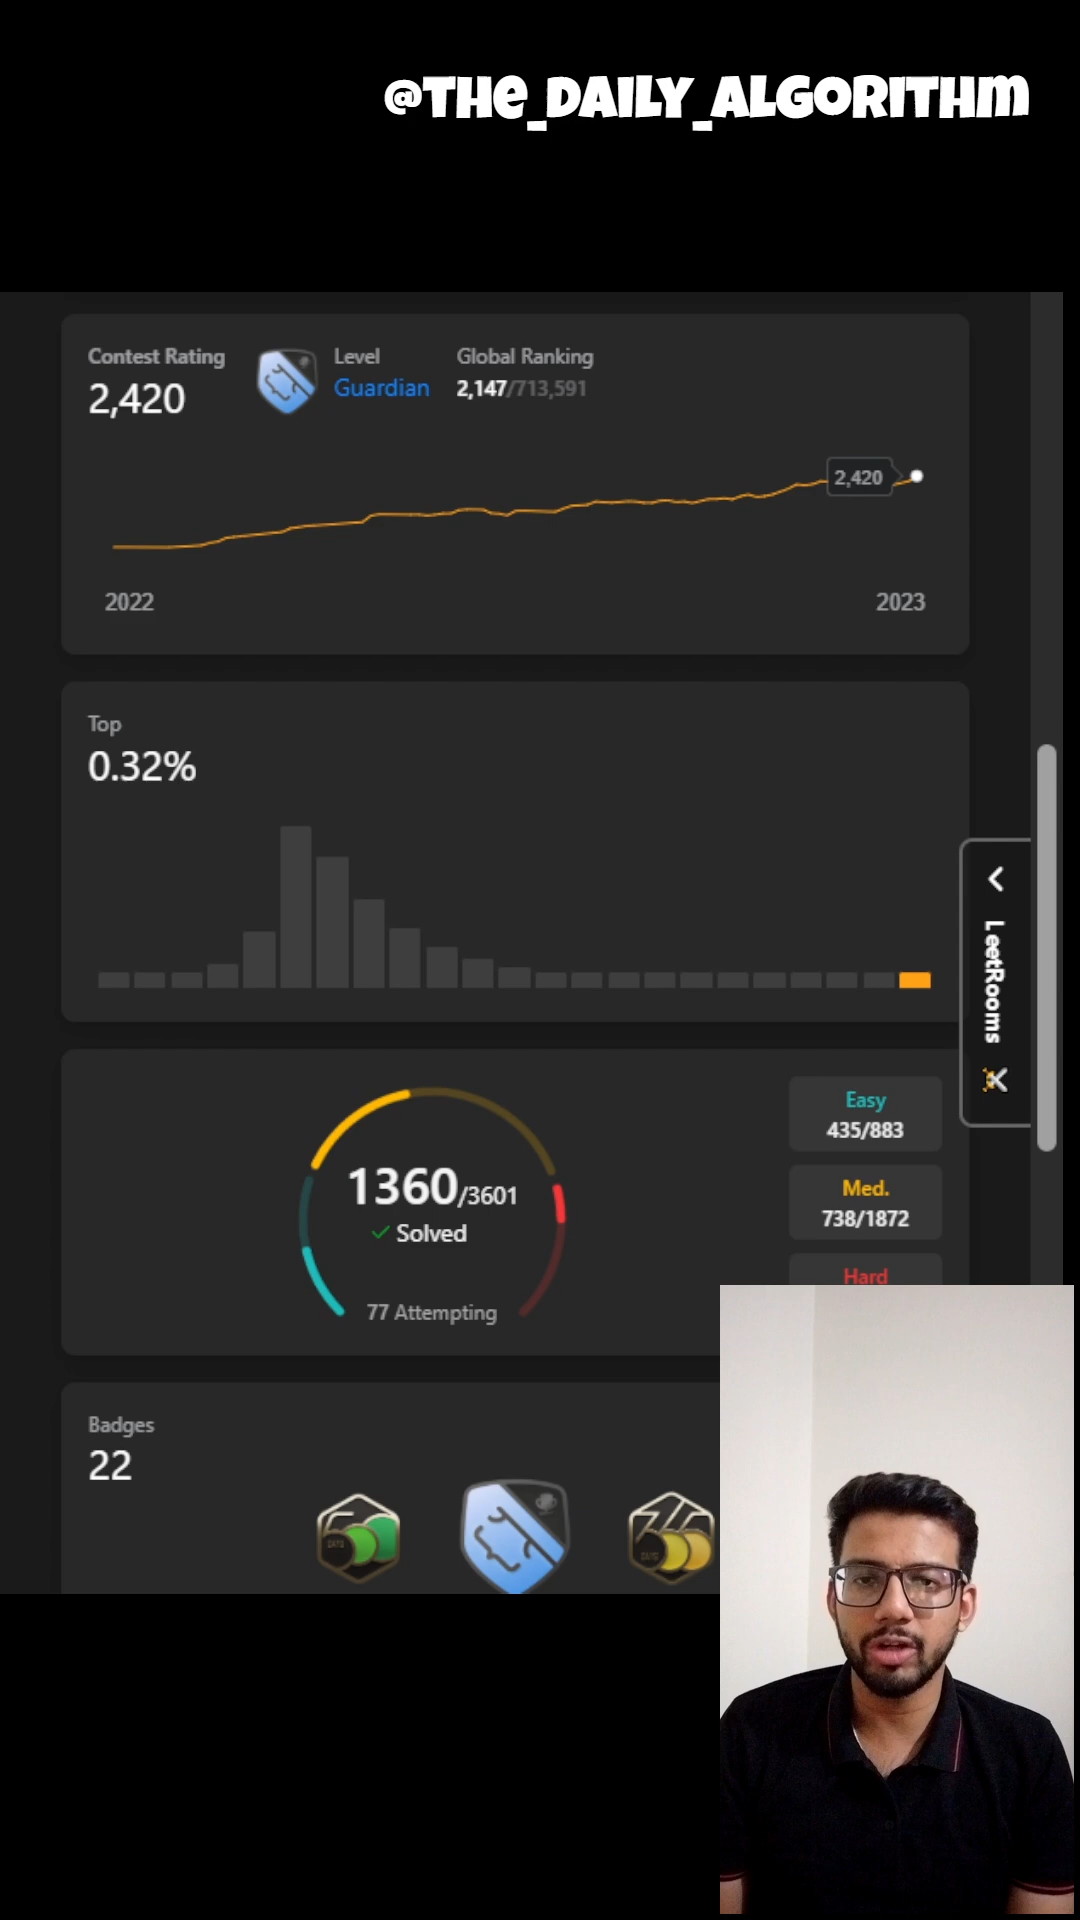 @THE_DAILY_ALGORITHM
Contest Rating
2,420
Level
Guardian
Global Ranking
2,147/713,591
2,420
2022
2023
Top
0.32%
LeetRooms
1360/3601
Solved
77 Attempting
Easy
435/883
Med.
738/1872
Hard
Badges
22